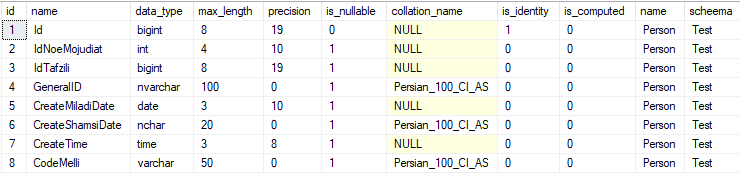 id name data_type max_length precision is_nullable collation_name is_identity is_computed name scheema
1 Id bigint 8 19 0 NULL 1 0 Person Test
2 IdNoeMojudiat int 4 10 1 NULL 0 0 Person Test
3 IdTafzili bigint 8 19 1 NULL 0 0 Person Test
4 GeneralID nvarchar 100 0 1 Persian_100_CI_AS 0 0 Person Test
5 CreateMiladiDate date 3 10 1 NULL 0 0 Person Test
6 CreateShamsiDate nchar 20 0 1 Persian_100_CI_AS 0 0 Person Test
7 CreateTime time 3 8 1 NULL 0 0 Person Test
8 CodeMelli varchar 50 0 1 Persian_100_CI_AS 0 0 Person Test